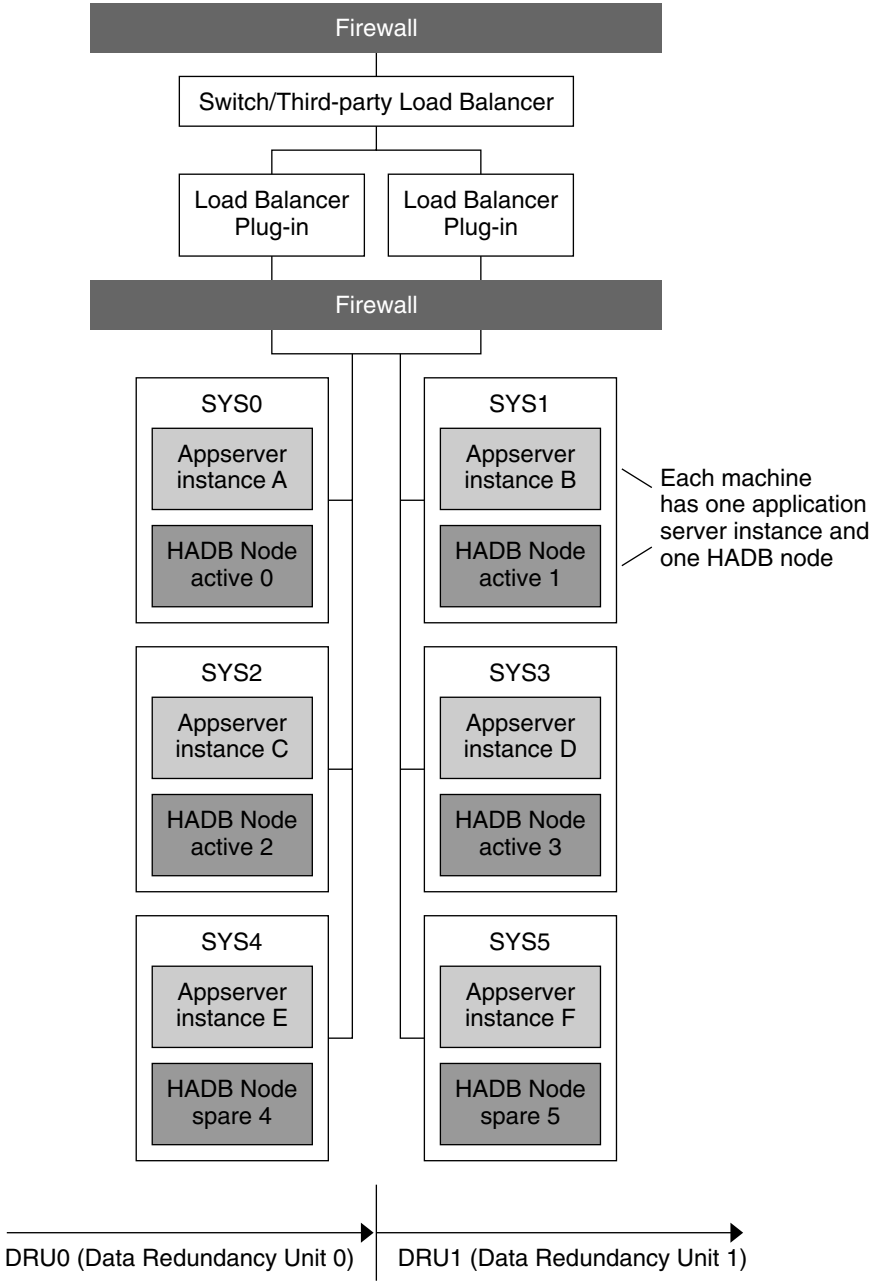 Firewall
Switch/Third-party Load Balancer
Load Balancer
Plug-in
Load Balancer
Plug-in
Firewall
SYS0
Appserver
instance A
HADB Node
active 0
SYS1
Appserver
instance B
HADB Node
active 1
Each machine
has one application
server instance and
one HADB node
SYS2
Appserver
instance C
HADB Node
active 2
SYS3
Appserver
instance D
HADB Node
active 3
SYS4
Appserver
instance E
HADB Node
spare 4
SYS5
Appserver
instance F
HADB Node
spare 5
DRU0 (Data Redundancy Unit 0)
DRU1 (Data Redundancy Unit 1)